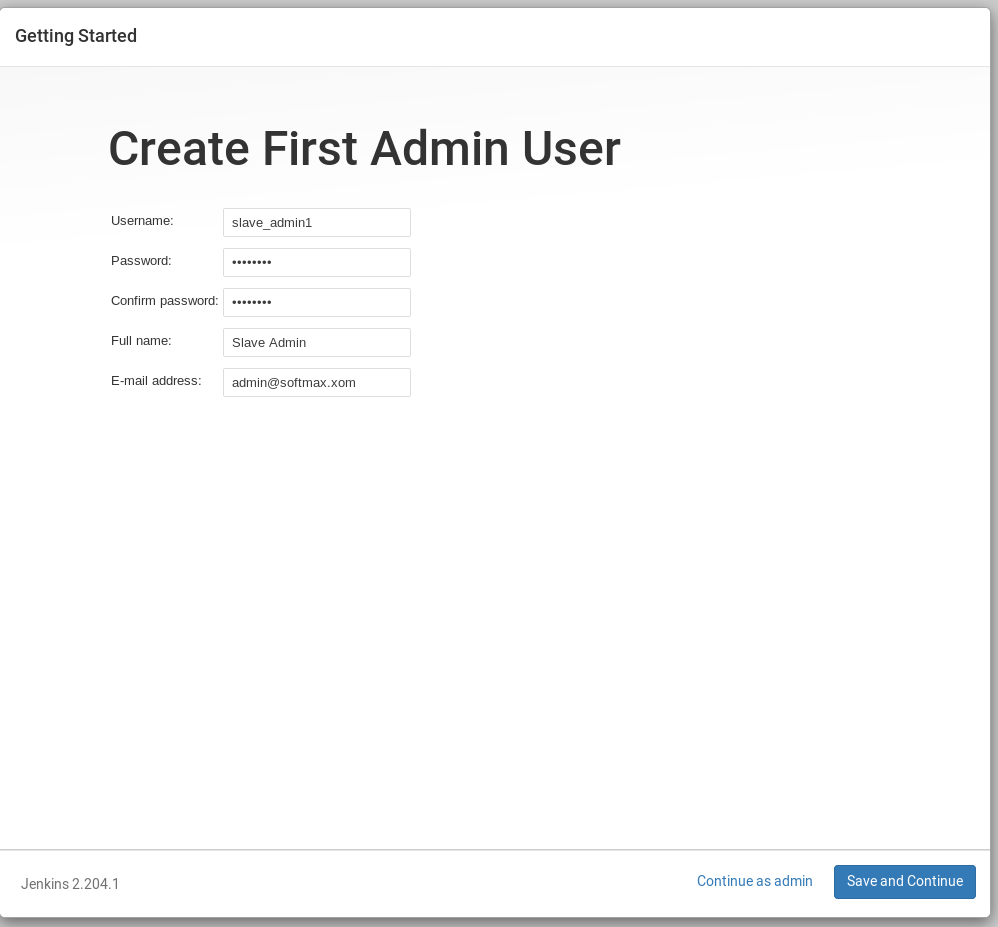 Getting Started
Create First Admin User
Username: slave_admin1
Password: ••••••••
Confirm password: ••••••••
Full name: Slave Admin
E-mail address: admin@softmax.xom
Jenkins 2.204.1 Continue as admin Save and Continue